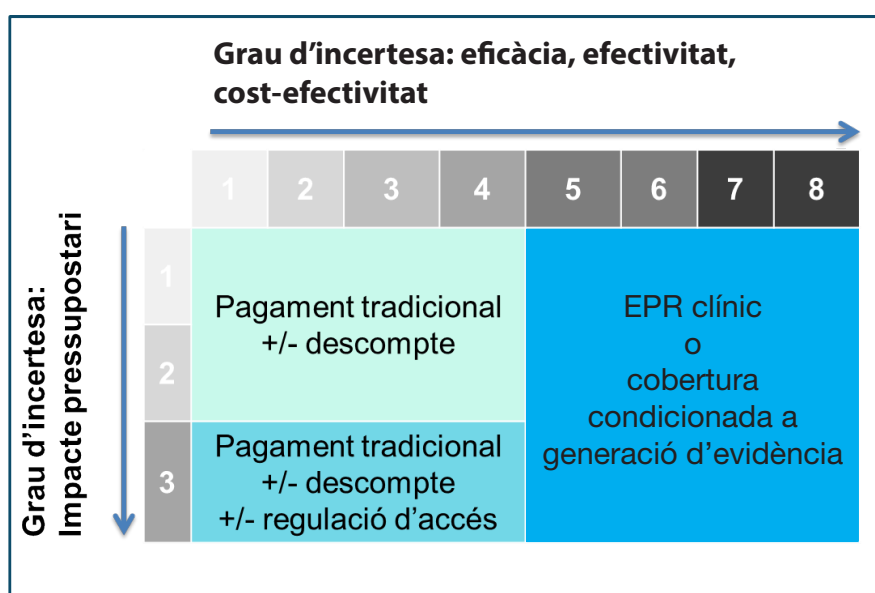 Grau d’incertesa: eficàcia, efectivitat,
cost-efectivitat
1 2 3 4 5 6 7 8
Grau d’incertesa:
Impacte pressupostari
1
2
3
Pagament tradicional
+/- descompte
Pagament tradicional
+/- descompte
+/- regulació d’accés
EPR clínic
o
cobertura
condicionada a
generació d’evidència